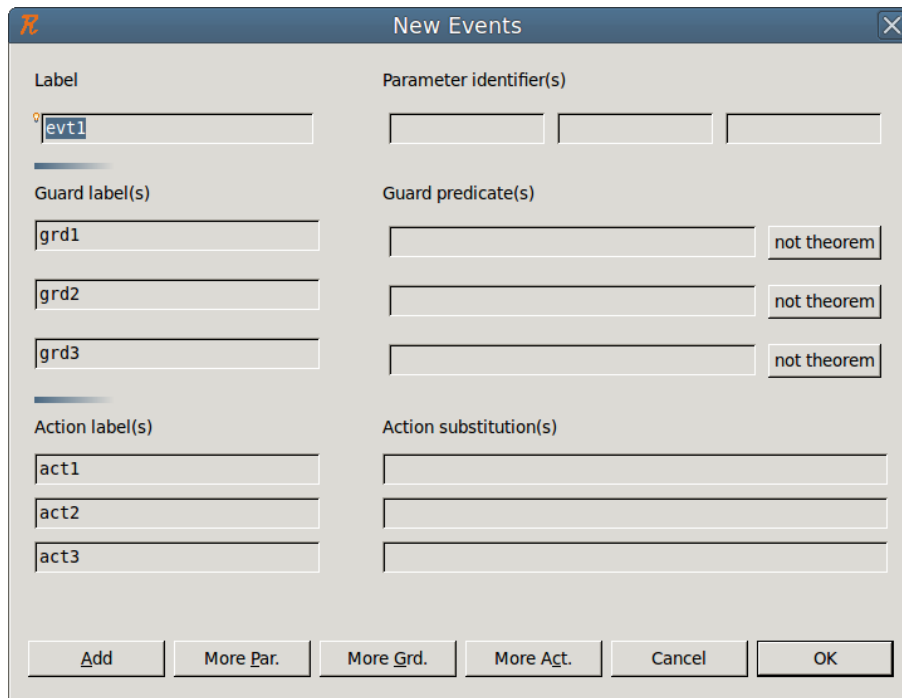 New Events
Label Parameter identifier(s)
evt1
Guard label(s) Guard predicate(s)
grd1 not theorem
grd2 not theorem
grd3 not theorem
Action label(s) Action substitution(s)
act1
act2
act3
Add More Par. More Grd. More Act. Cancel OK